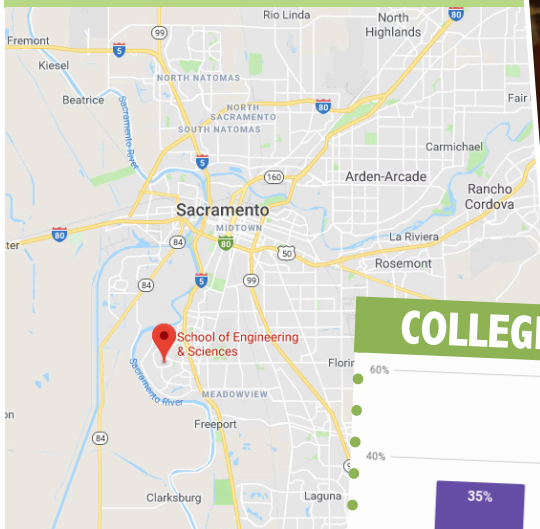 Rio Linda
80
North
Highlands
99
Fremont
5
Kiesel
NORTH NATOMAS
Beatrice
Sacramento River
NORTH
SACRAMENTO
80
Fair
SOUTH NATOMAS
Carmichael
5
160
Arden-Arcade
Rancho
Cordova
Sacramento
MIDTOWN
ter
80
84
80
50
La Riviera
Rosemont
5
99
84
COLLEG
School of Engineering
& Sciences
Florin
60%
Sacramento River
MEADOWVIEW
on
Freeport
84
40%
Clarksburg
Laguna
35%